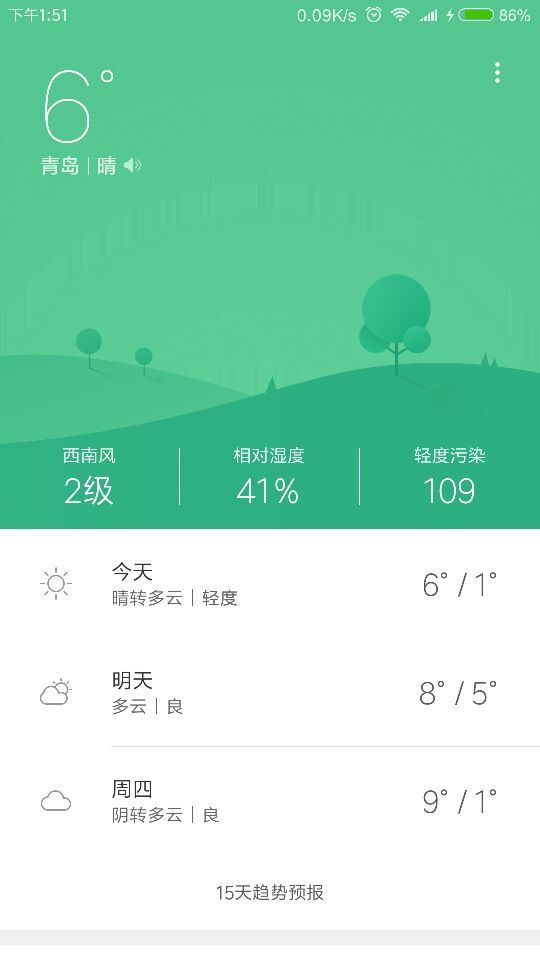 下午1:51 0.09K/s 86%
6°
青岛 | 晴
西南风 相对湿度 轻度污染
2级 41% 109
今天
晴转多云 | 轻度
6° / 1°
明天
多云 | 良
8° / 5°
周四
阴转多云 | 良
9° / 1°
15天趋势预报